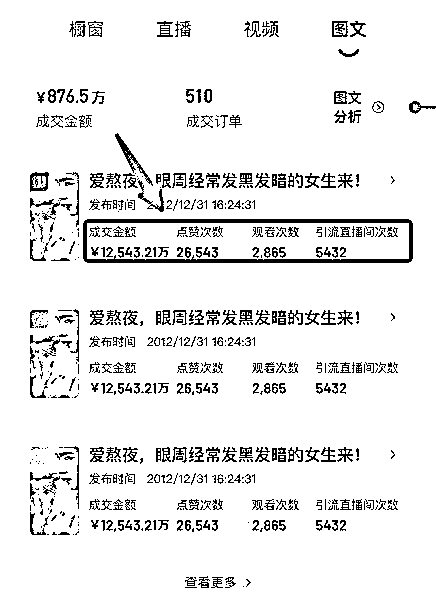 橱窗 直播 视频 图文
¥876.5万 510 图文
成交金额 成交订单 分析
爱熬夜，眼周经常发黑发暗的女生来！
发布时间 2012/12/31 16:24:31
成交金额 点赞次数 观看次数 引流直播间次数
¥12,543.21万 26,543 2,865 5432
爱熬夜，眼周经常发黑发暗的女生来！
发布时间 2012/12/31 16:24:31
成交金额 点赞次数 观看次数 引流直播间次数
¥12,543.21万 26,543 2,865 5432
爱熬夜，眼周经常发黑发暗的女生来！
发布时间 2012/12/31 16:24:31
成交金额 点赞次数 观看次数 引流直播间次数
¥12,543.21万 26,543 2,865 5432
查看更多